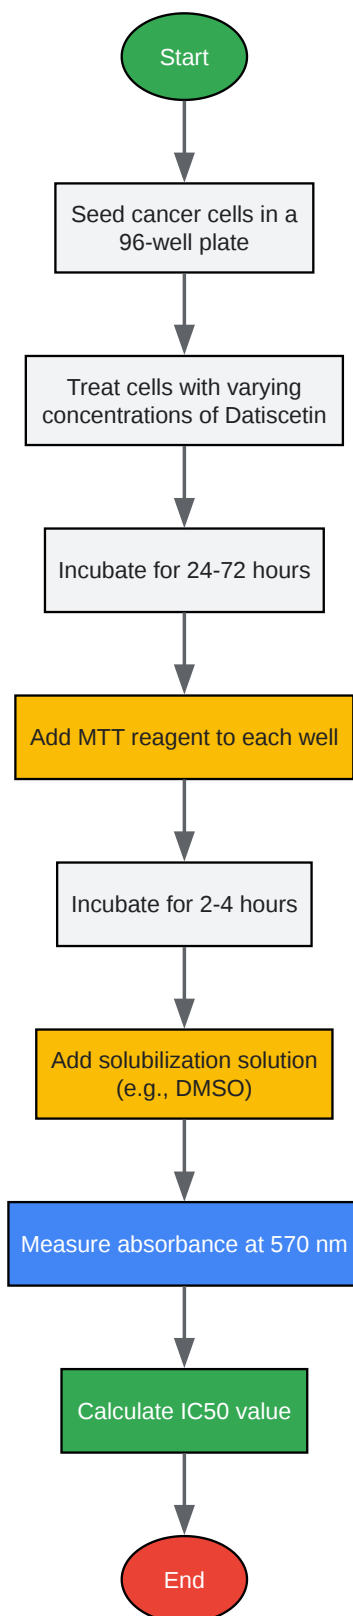 Start
Seed cancer cells in a
96-well plate
Treat cells with varying
concentrations of Datiscetin
Incubate for 24-72 hours
Add MTT reagent to each well
Incubate for 2-4 hours
Add solubilization solution
(e.g., DMSO)
Measure absorbance at 570 nm
Calculate IC50 value
End